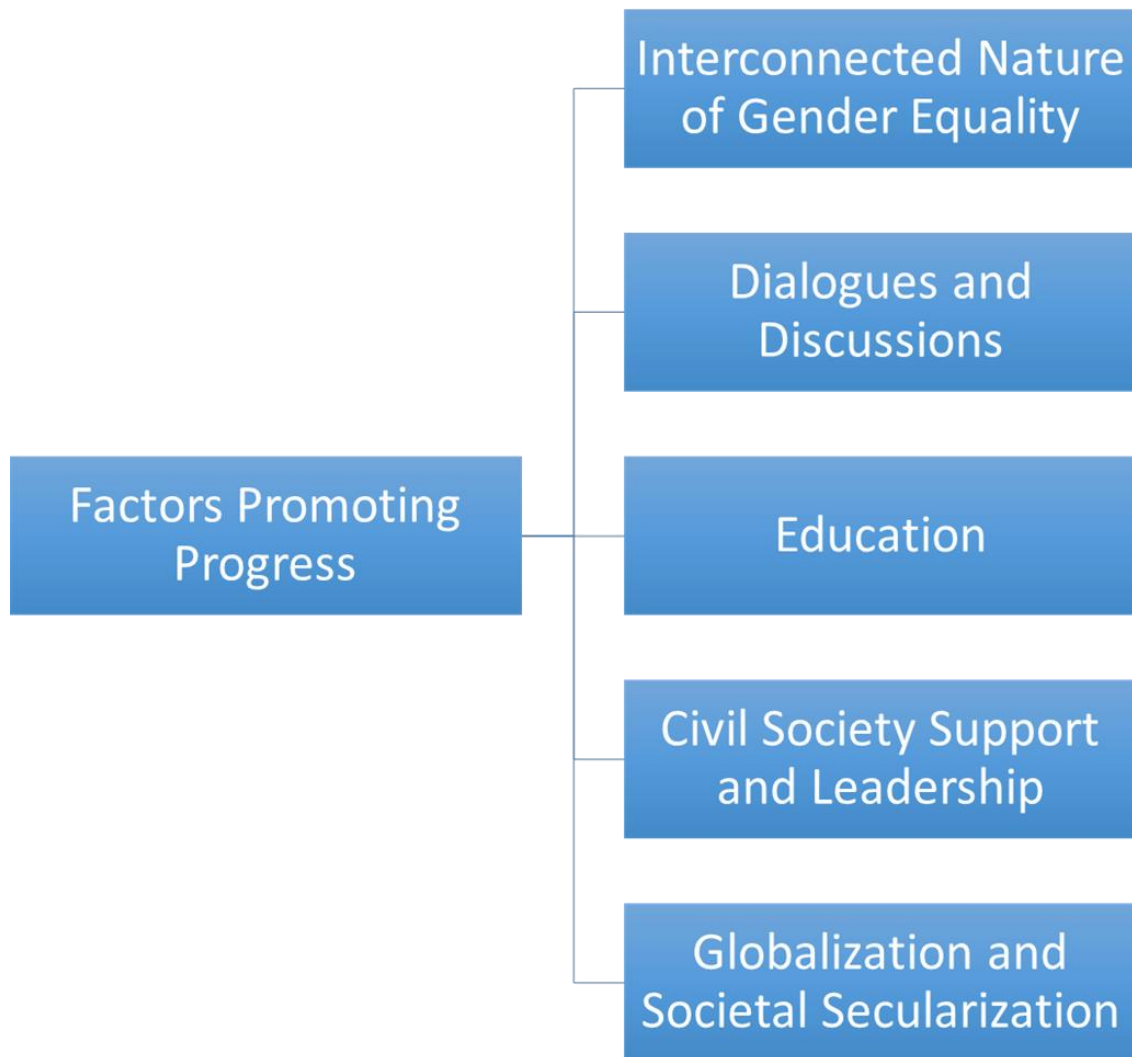 Interconnected Nature
of Gender Equality
Dialogues and
Discussions
Factors Promoting
Progress
Education
Civil Society Support
and Leadership
Globalization and
Societal Secularization